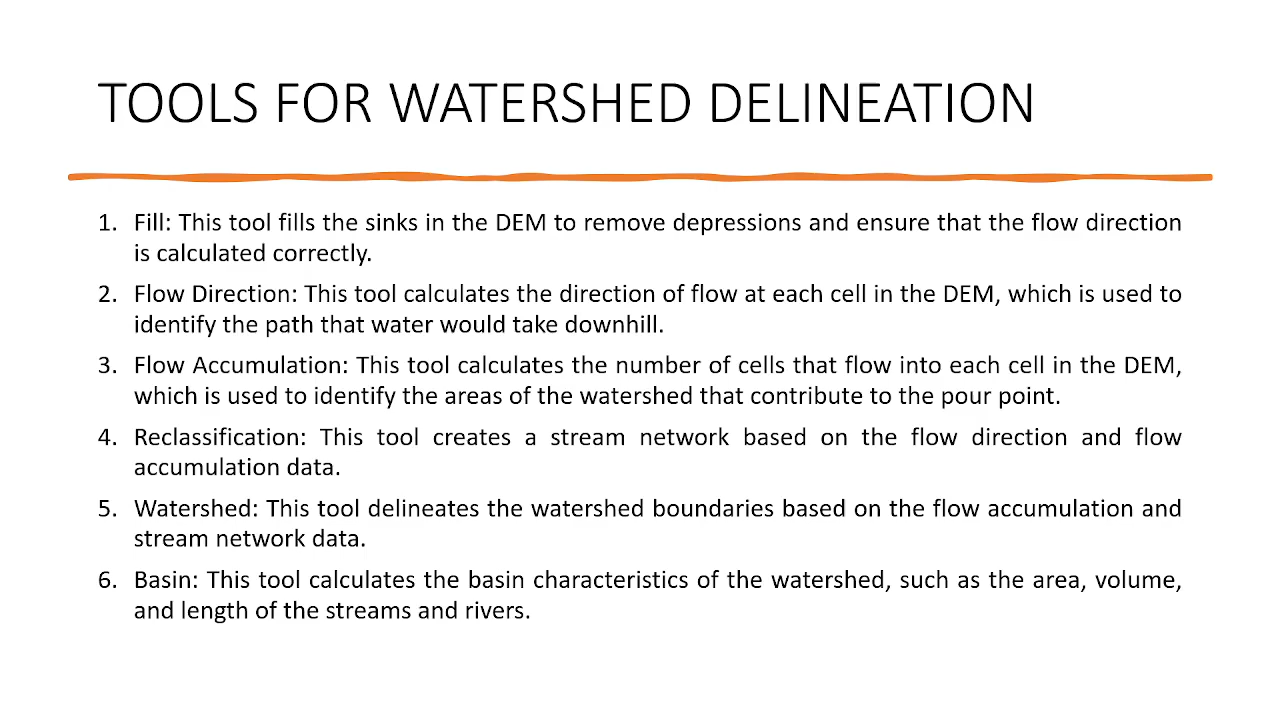 TOOLS FOR WATERSHED DELINEATION
1. Fill: This tool fills the sinks in the DEM to remove depressions and ensure that the flow direction
is calculated correctly.
2. Flow Direction: This tool calculates the direction of flow at each cell in the DEM, which is used to
identify the path that water would take downhill.
3. Flow Accumulation: This tool calculates the number of cells that flow into each cell in the DEM,
which is used to identify the areas of the watershed that contribute to the pour point.
4. Reclassification: This tool creates a stream network based on the flow direction and flow
accumulation data.
5. Watershed: This tool delineates the watershed boundaries based on the flow accumulation and
stream network data.
6. Basin: This tool calculates the basin characteristics of the watershed, such as the area, volume,
and length of the streams and rivers.